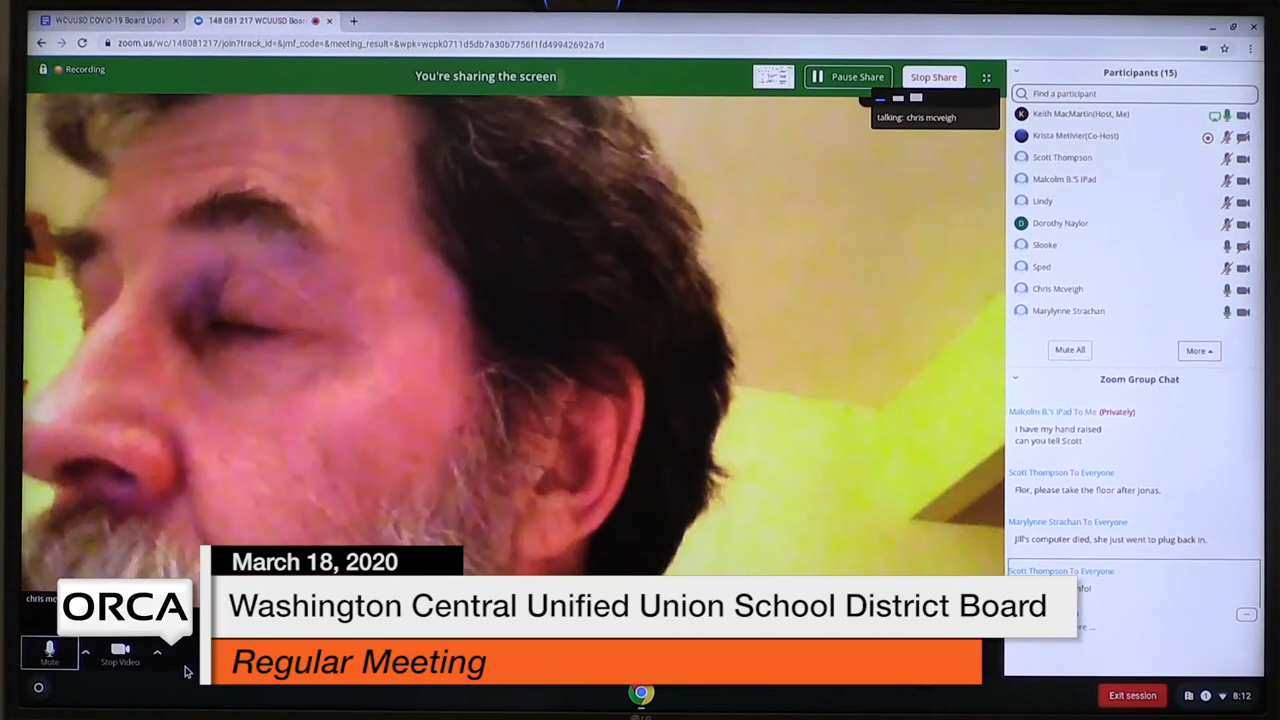 WCUUSD COVID-19 Board Upda
148 081 217 WCUUSD Boar
zoom.us/wc/148081217/join?track_id=&jmf_code=&meeting_result=&wpk=wcpk0711d5db7a30b7756f1fd49942692a7d
Recording
You're sharing the screen
Pause Share
Stop Share
talking: chris mcveigh
Participants (15)
Find a participant
K Keith MacMartin(Host, Me)
Krista Metivier(Co-Host)
Scott Thompson
Malcolm B.'S IPad
Lindy
D Dorothy Naylor
Slooke
Sped
Chris Mcveigh
Marylynne Strachan
Mute All
More
Zoom Group Chat
Malcolm B.'s IPad To Me (Privately)
I have my hand raised
can you tell Scott
Scott Thompson To Everyone
Flor, please take the floor after Jonas.
Marylynne Strachan To Everyone
Jill's computer died, she just went to plug back in.
Scott Thompson To Everyone
chris mc
March 18, 2020
ORCA
Washington Central Unified Union School District Board
Regular Meeting
Mute
Stop Video
Exit session
1
8:12
LG